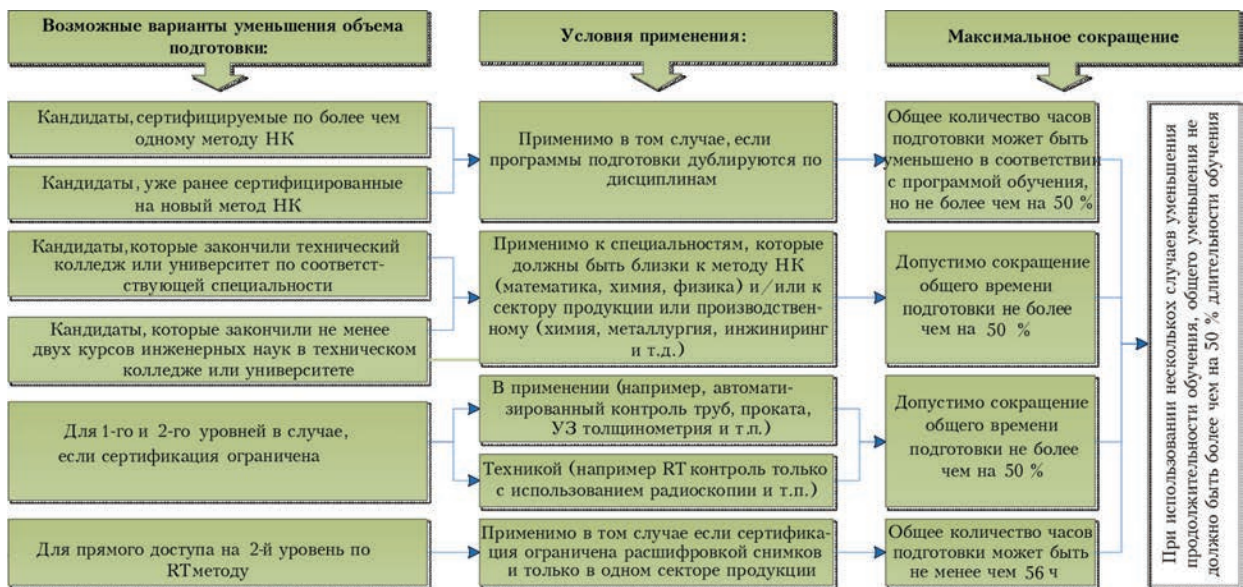 Возможные варианты уменьшения объема
подготовки:
Условия применения:
Максимальное сокращение
Кандидаты, сертифицируемые по более чем
одному методу НК
Кандидаты, уже ранее сертифицированные
на новый метод НК
Применимо в том случае, если
программы подготовки дублируются по
дисциплинам
Общее количество часов
подготовки может быть
уменьшено в соответствии
с программой обучения,
но не более чем на 50 %
Кандидаты, которые закончили технический
колледж или университет по соответст-
ствующей специальности
Кандидаты, которые закончили не менее
двух курсов инженерных наук в техническом
колледже или университете
Применимо к специальностям, которые
должны быть близки к методу НК
(математика, химия, физика) и/или к
сектору продукции или производствен-
ному (химия, металлургия, инжиниринг
и т.д.)
Допустимо сокращение
общего времени
подготовки не более
чем на 50 %
Для 1-го и 2-го уровней в случае,
если сертификация ограничена
В применении (например, автомати-
зированный контроль труб, проката,
УЗ толщинометрия и т.п.)
Техникой (например RT контроль только
с использованием радиоскопии и т.п.)
Допустимо сокращение
общего времени
подготовки не более
чем на 50 %
Для прямого доступа на 2-й уровень по
RT методу
Применимо в том случае если сертифика-
ция ограничена расшифровкой снимков
и только в одном секторе продукции
Общее количество часов
подготовки может быть
не менее чем 56 ч
При использовании несколькох случаев уменьшения
продолжительности обучения, общего уменьшения не
должно быть более чем на 50 % длительности обучения